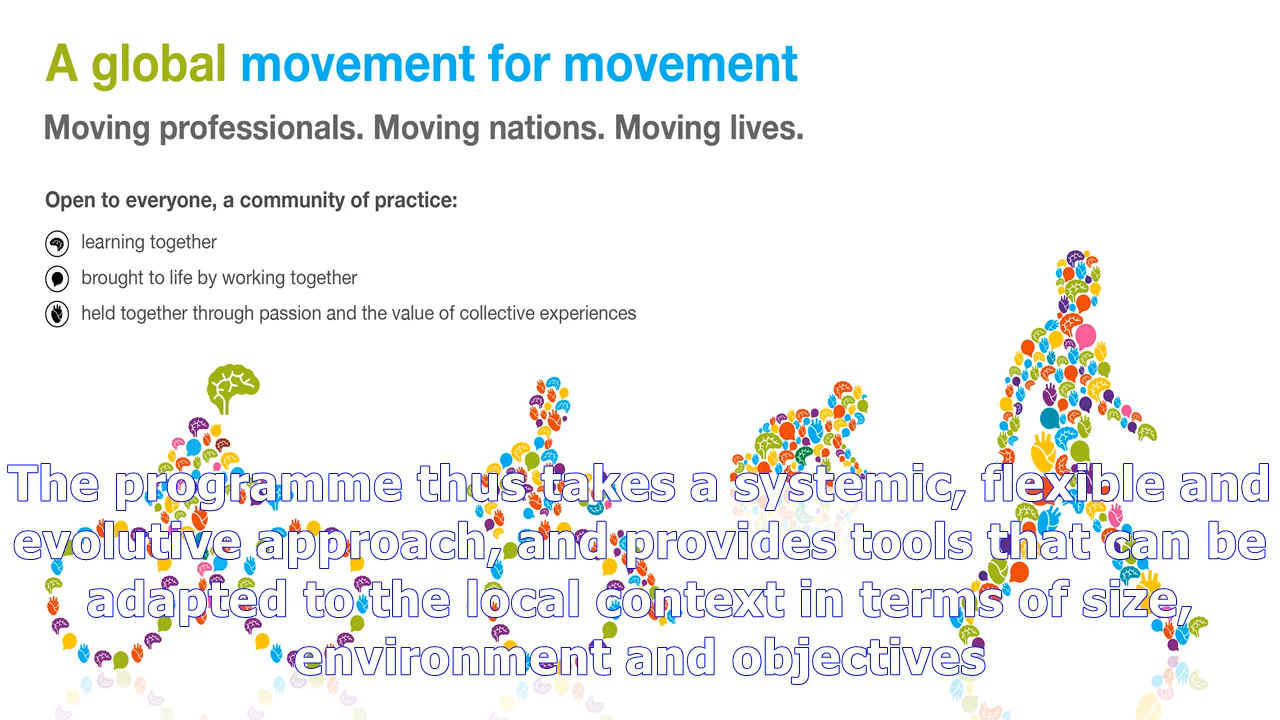 A global movement for movement
Moving professionals. Moving nations. Moving lives.
Open to everyone, a community of practice:
learning together
brought to life by working together
held together through passion and the value of collective experiences
The programme thus takes a systemic, flexible and
evolutive approach, and provides tools that can be
adapted to the local context in terms of size,
environment and objectives